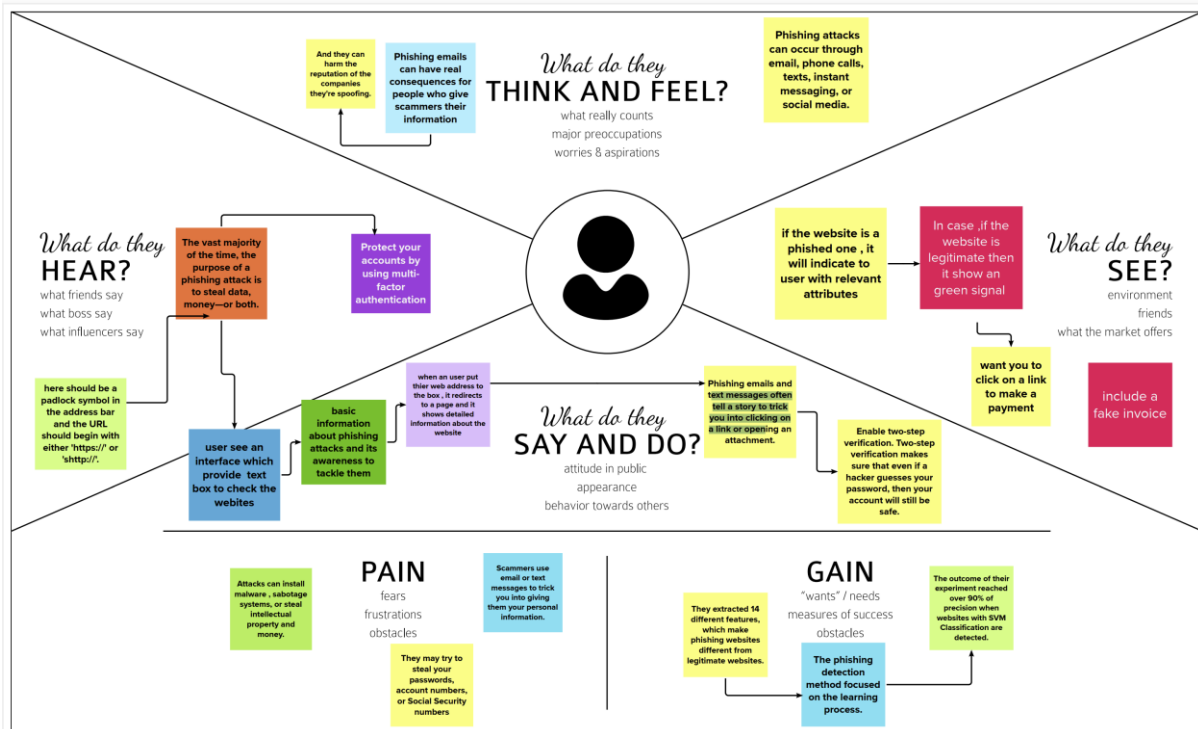 What do they
THINK AND FEEL?
what really counts
major preoccupations
worries & aspirations
And they can
harm the
reputation of the
companies
they're spoofing.
Phishing emails
can have real
consequences for
people who give
scammers their
information
Phishing attacks
can occur through
email, phone calls,
texts, instant
messaging, or
social media.
What do they
HEAR?
what friends say
what boss say
what influencers say
The vast majority
of the time, the
purpose of a
phishing attack is
to steal data,
money—or both.
Protect your
accounts by
using multi-
factor
authentication
here should be a
padlock symbol in
the address bar
and the URL
should begin with
either 'https://' or
'shttp://'.
if the website is a
phished one , it
will indicate to
user with relevant
attributes
In case ,if the
website is
legitimate then
it show an
green signal
What do they
SEE?
environment
friends
what the market offers
want you to
click on a link
to make a
payment
include a
fake invoice
user see an
interface which
provide text
box to check the
webites
basic
information
about phishing
attacks and its
awareness to
tackle them
when an user put
thier web address to
the box , it redirects
to a page and it
shows detailed
information about the
website
What do they
SAY AND DO?
attitude in public
appearance
behavior towards others
Phishing emails and
text messages often
tell a story to trick
you into clicking on
a link or opening an
attachment.
Enable two-step
verification. Two-step
verification makes
sure that even if a
hacker guesses your
password, then your
account will still be
safe.
PAIN
fears
frustrations
obstacles
Attacks can install
malware , sabotage
systems, or steal
intellectual
property and
money.
Scammers use
email or text
messages to trick
you into giving
them your personal
information.
They may try to
steal your
passwords,
account numbers,
or Social Security
numbers
GAIN
"wants" / needs
measures of success
obstacles
They extracted 14
different features,
which make
phishing websites
different from
legitimate websites.
The phishing
detection
method focused
on the learning
process.
The outcome of their
experiment reached
over 90% of
precision when
websites with SVM
Classification are
detected.